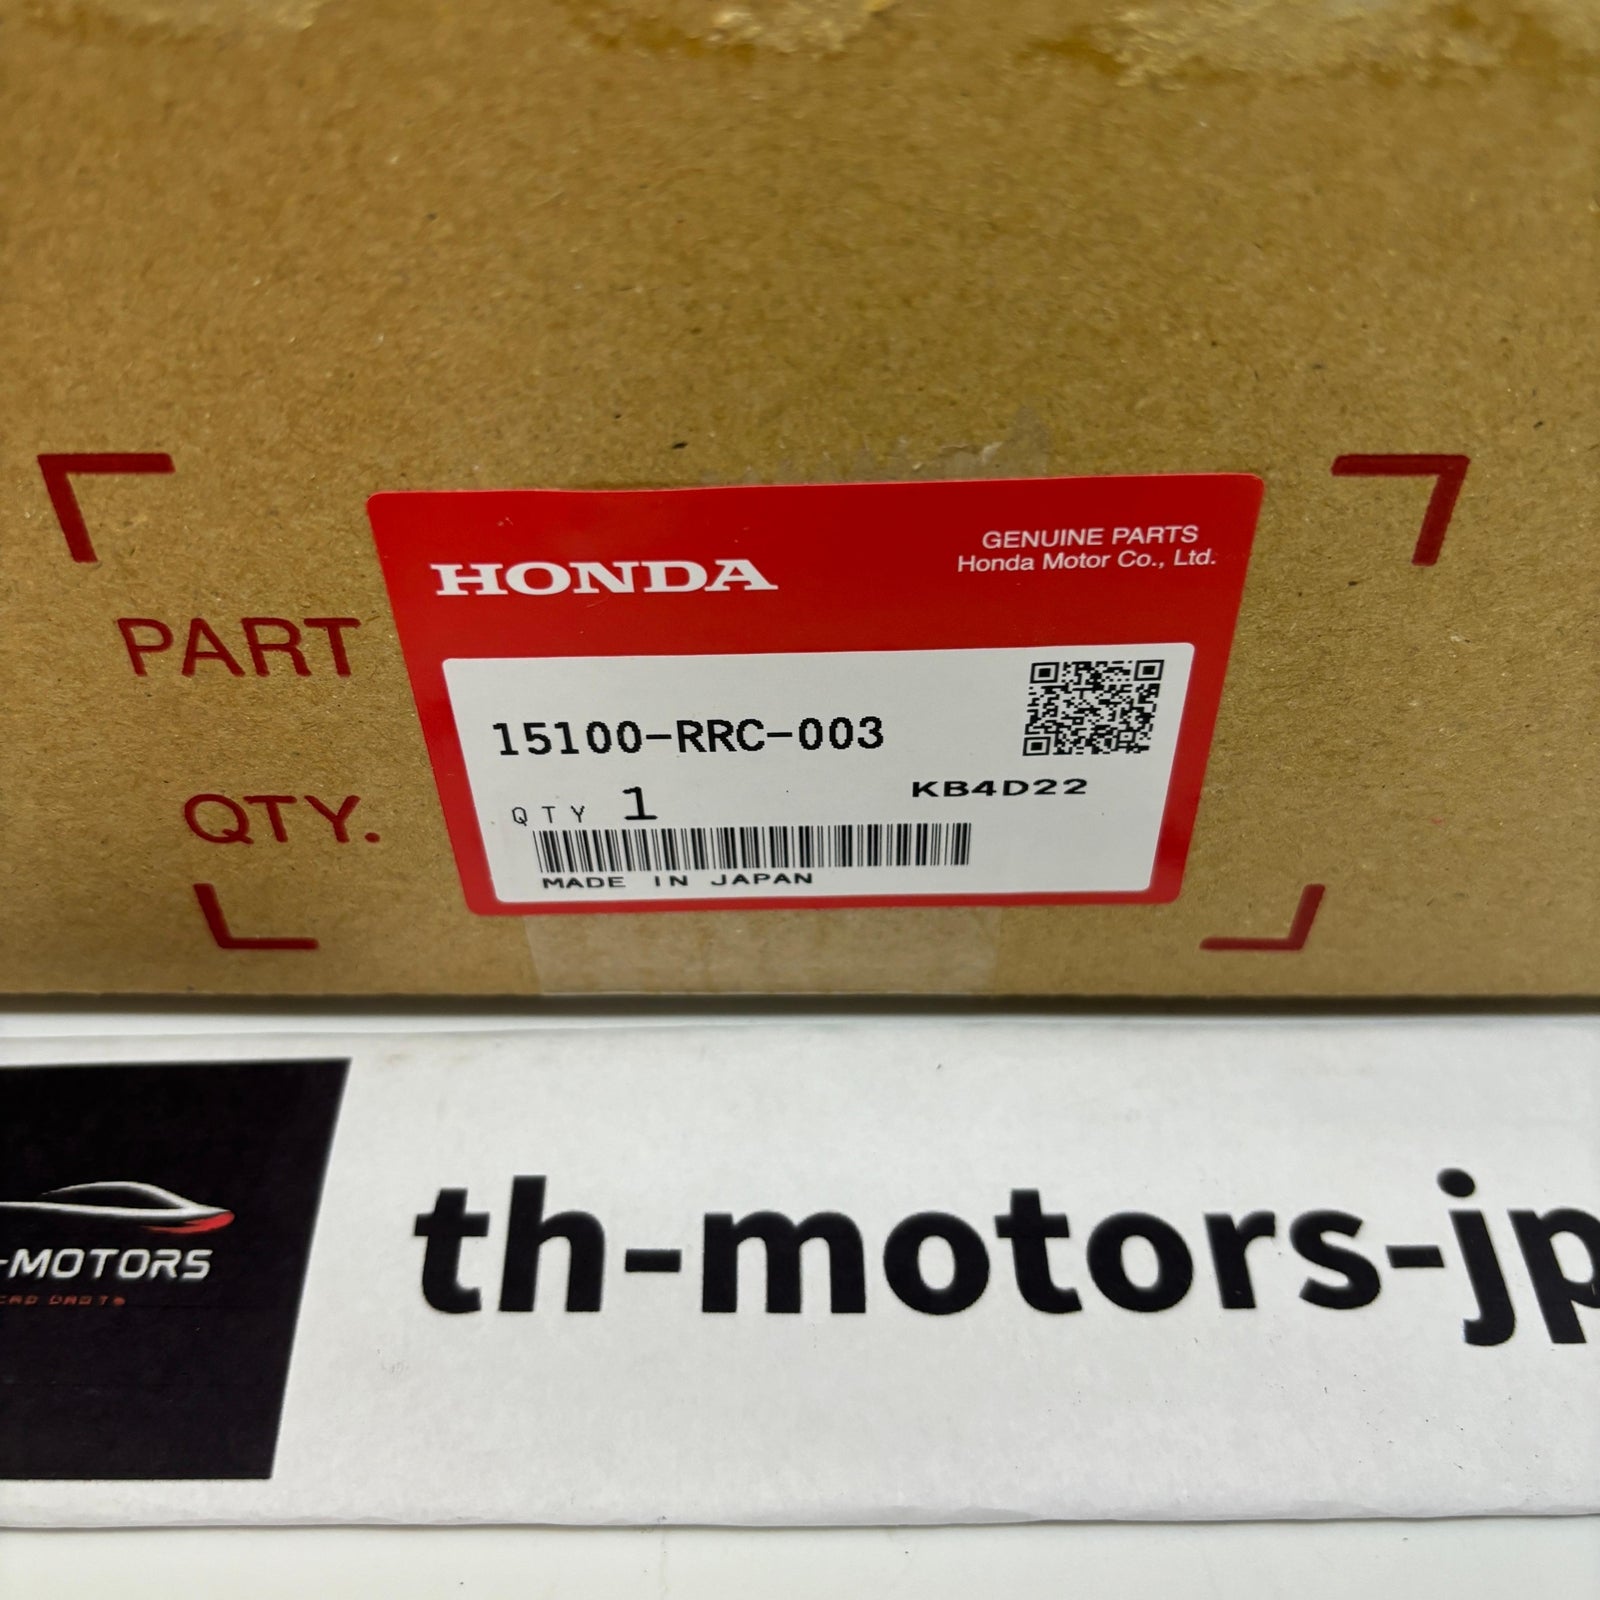 HONDA
GENUINE PARTS
Honda Motor Co., Ltd.
PART
15100-RRC-003
KB4D22
QTY.
QTY 1
MADE IN JAPAN
th-motors-jp
-MOTORS